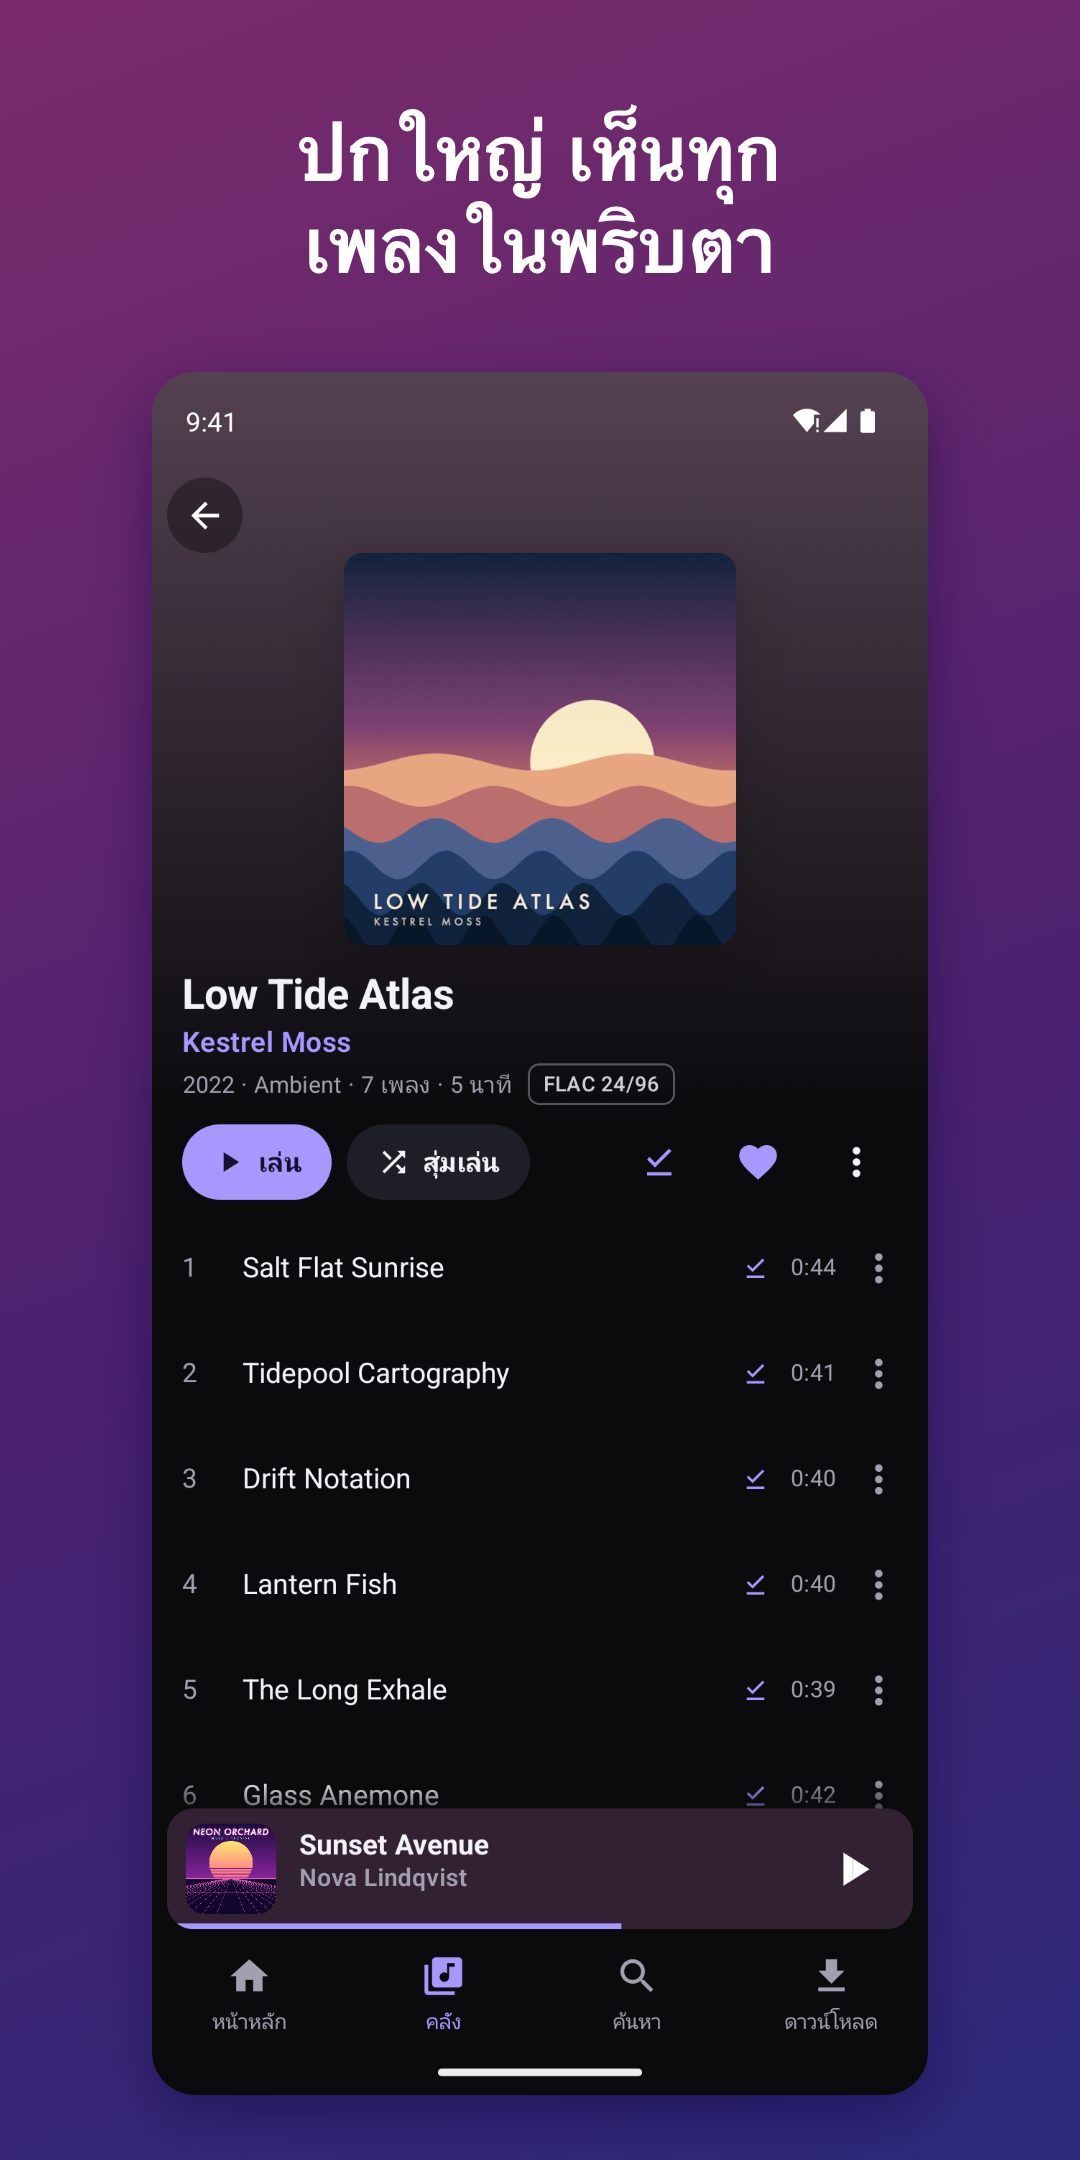 ปกใหญ่ เห็นทุก
เพลงในพริบตา
9:41
LOW TIDE ATLAS
KESTREL MOSS
Low Tide Atlas
Kestrel Moss
2022 · Ambient · 7 เพลง · 5 นาที FLAC 24/96
เล่น สุ่มเล่น
1 Salt Flat Sunrise 0:44
2 Tidepool Cartography 0:41
3 Drift Notation 0:40
4 Lantern Fish 0:40
5 The Long Exhale 0:39
6 Glass Anemone 0:42
NEON ORCHARD
Sunset Avenue
Nova Lindqvist
หน้าหลัก คลัง ค้นหา ดาวน์โหลด